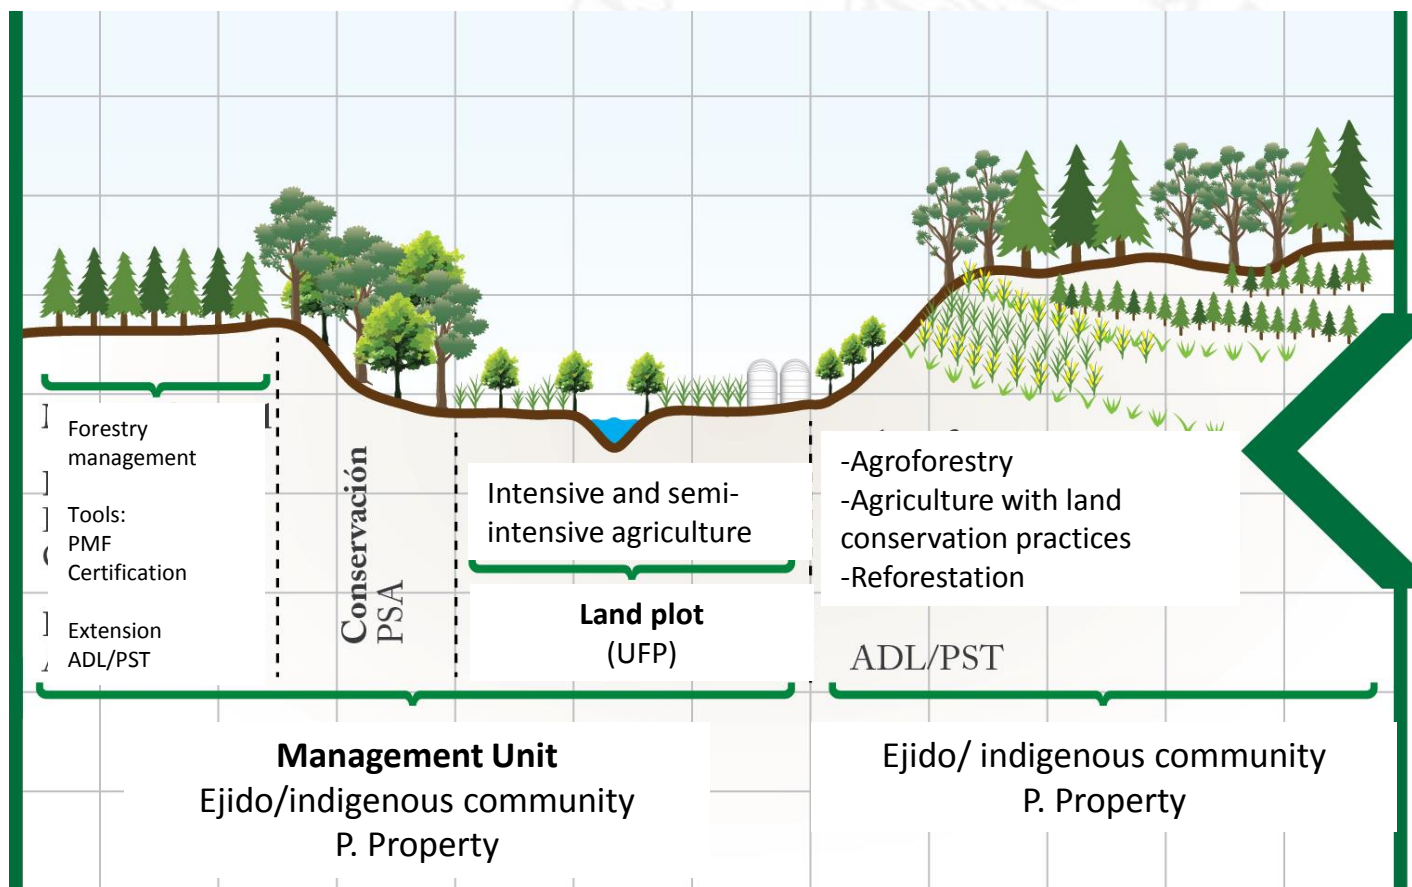 Forestry
management
Tools:
PMF
Certification
Extension
ADL/PST
Conservación
PSA
Intensive and semi-
intensive agriculture
Land plot
(UFP)
-Agroforestry
-Agriculture with land
conservation practices
-Reforestation
ADL/PST
Management Unit
Ejido/indigenous community
P. Property
Ejido/ indigenous community
P. Property